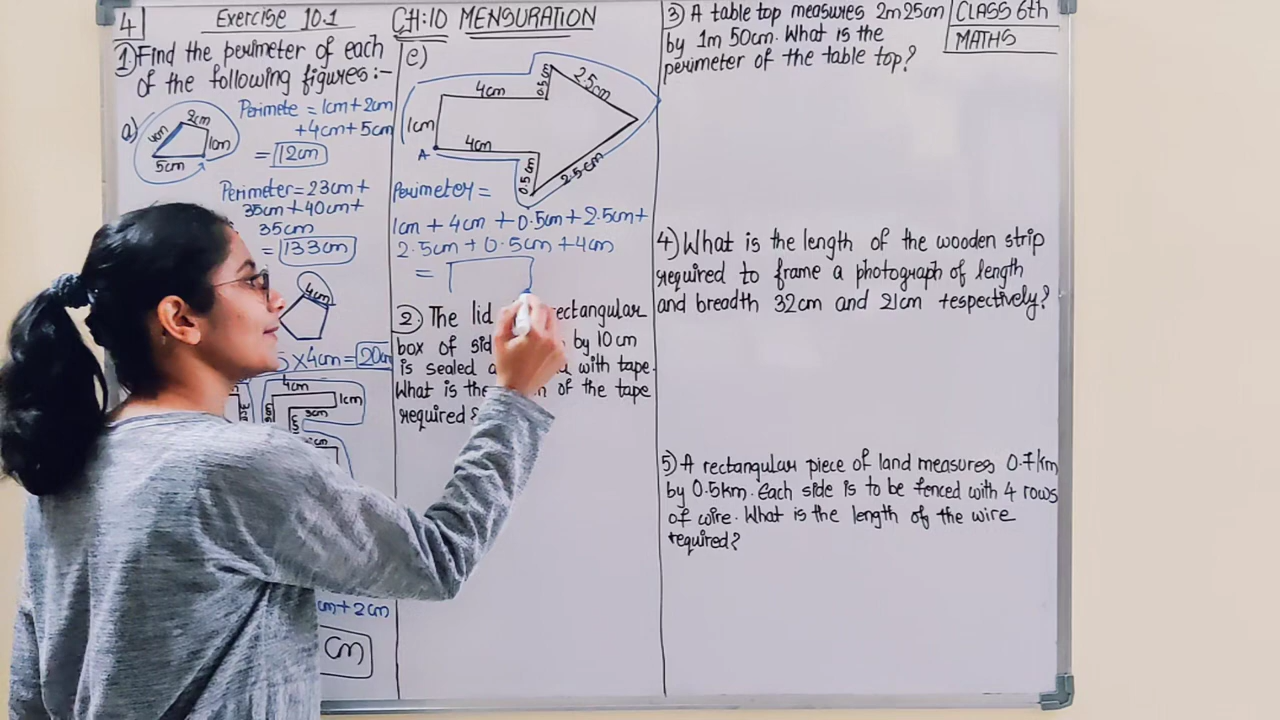 4
Exercise 10.1
CH:10 MENSURATION
CLASS 6th
MATHS
1) Find the perimeter of each
of the following figures:-
a)
4cm
2cm
1cm
5cm
Perimete = 1cm+2cm
+4cm+5cm
= 12cm
Perimeter=23cm+
35cm+40cm+
35cm
= 133cm
4cm
5×4cm=20cm
4cm
1cm
3cm
cm+2cm
cm
e)
4cm
0.5cm
2.5cm
1cm
4cm
A
0.5cm
2.5cm
Perimeter=
1cm + 4cm + 0.5cm + 2.5cm+
2.5cm + 0.5cm + 4cm
=
2. The lid rectangular
box of by 10cm
is sealed with tape.
What is the of the tape
required?
3) A table top measures 2m25cm
by 1m 50cm. What is the
perimeter of the table top?
4) What is the length of the wooden strip
required to frame a photograph of length
and breadth 32cm and 21cm respectively?
5) A rectangular piece of land measures 0.7km
by 0.5km. Each side is to be fenced with 4 rows
of wire. What is the length of the wire
required?